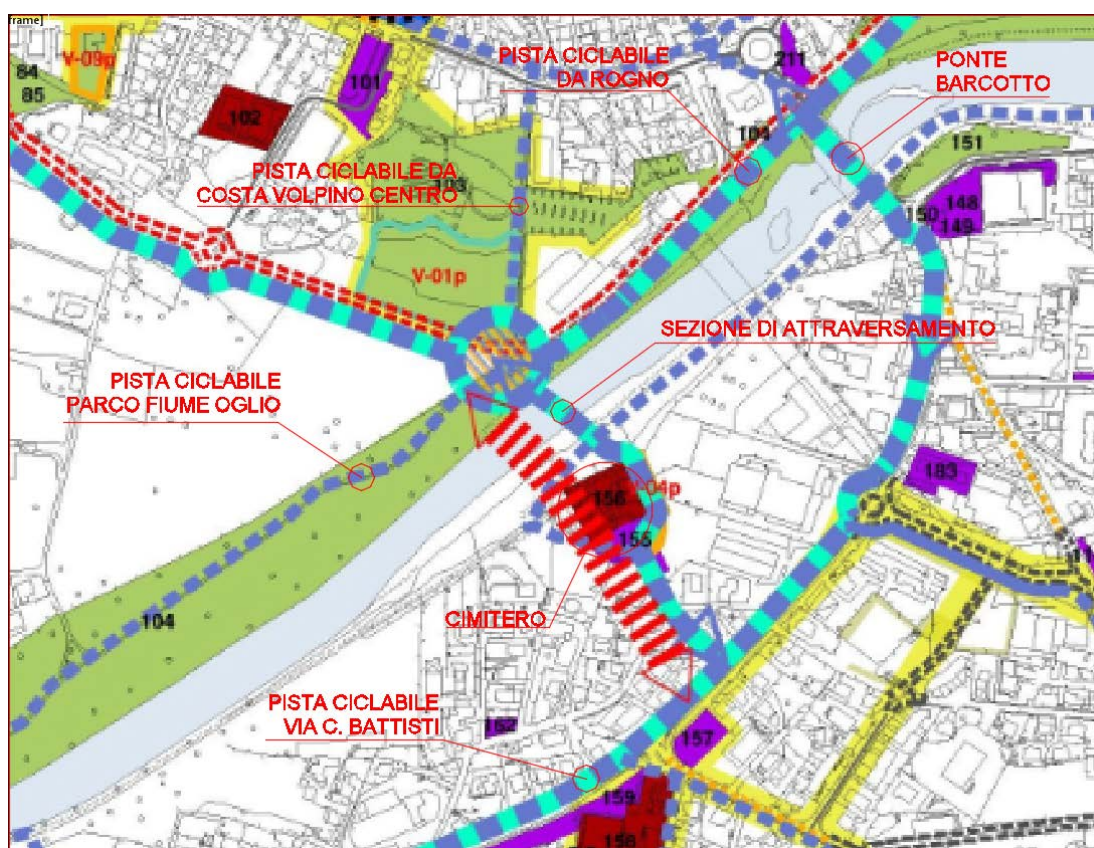 frame]
PISTA CICLABILE
DA ROGNO
PONTE
BARCOTTO
211
84
85
V-09p
101
102
104
151
PISTA CICLABILE DA
COSTA VOLPINO CENTRO
103
148
150
149
V-01p
SEZIONE DI ATTRAVERSAMENTO
PISTA CICLABILE
PARCO FIUME OGLIO
183
156
04p
155
104
CIMITERO
PISTA CICLABILE
VIA C. BATTISTI
152
157
159
158